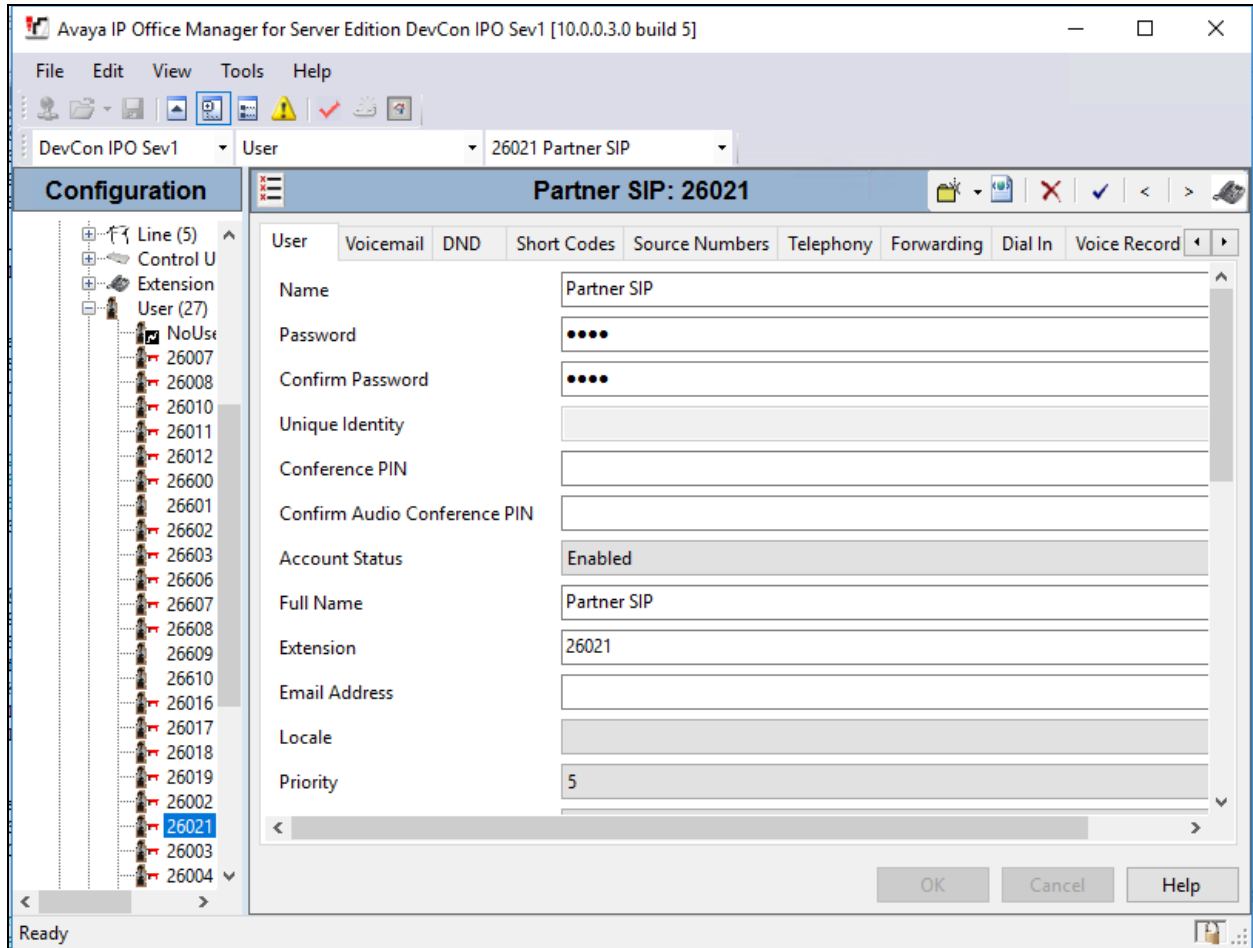 Avaya IP Office Manager for Server Edition DevCon IPO Sev1 [10.0.0.3.0 build 5]
File Edit View Tools Help
DevCon IPO Sev1 User 26021 Partner SIP
Configuration
Line (5)
Control U
Extension
User (27)
NoUse
26007
26008
26010
26011
26012
26600
26601
26602
26603
26606
26607
26608
26609
26610
26016
26017
26018
26019
26002
26021
26003
26004
Partner SIP: 26021
User Voicemail DND Short Codes Source Numbers Telephony Forwarding Dial In Voice Record
Name Partner SIP
Password ••••
Confirm Password ••••
Unique Identity
Conference PIN
Confirm Audio Conference PIN
Account Status Enabled
Full Name Partner SIP
Extension 26021
Email Address
Locale
Priority 5
OK Cancel Help
Ready